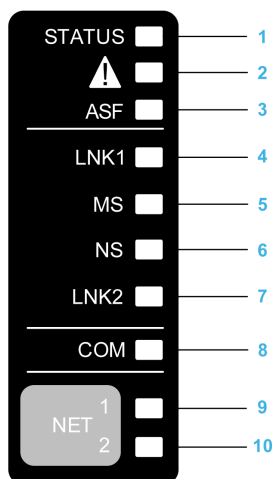 STATUS 1
2
ASF 3
LNK1 4
MS 5
NS 6
LNK2 7
COM 8
NET 1 9
2 10